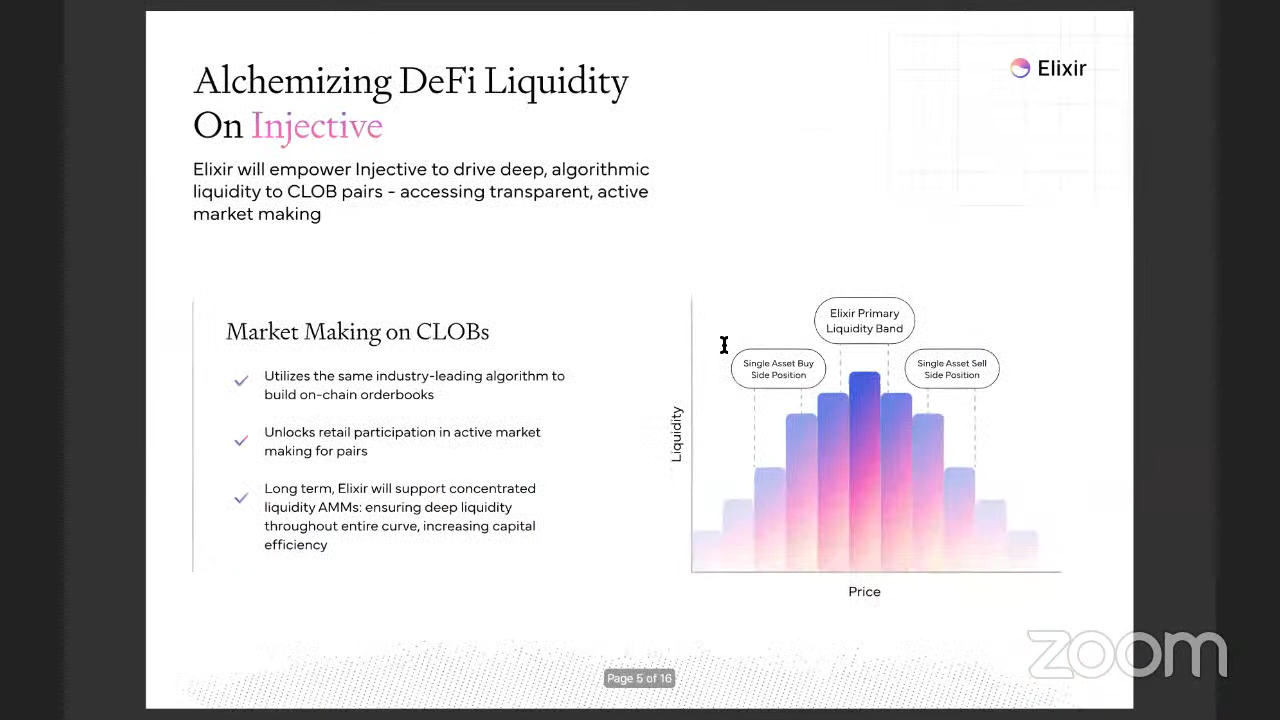 Alchemizing DeFi Liquidity
On Injective
Elixir
Elixir will empower Injective to drive deep, algorithmic
liquidity to CLOB pairs - accessing transparent, active
market making
Market Making on CLOBs
Utilizes the same industry-leading algorithm to
build on-chain orderbooks
Unlocks retail participation in active market
making for pairs
Long term, Elixir will support concentrated
liquidity AMMs: ensuring deep liquidity
throughout entire curve, increasing capital
efficiency
Elixir Primary
Liquidity Band
Single Asset Buy
Side Position
Single Asset Sell
Side Position
Liquidity
Price
Page 5 of 16
zoom